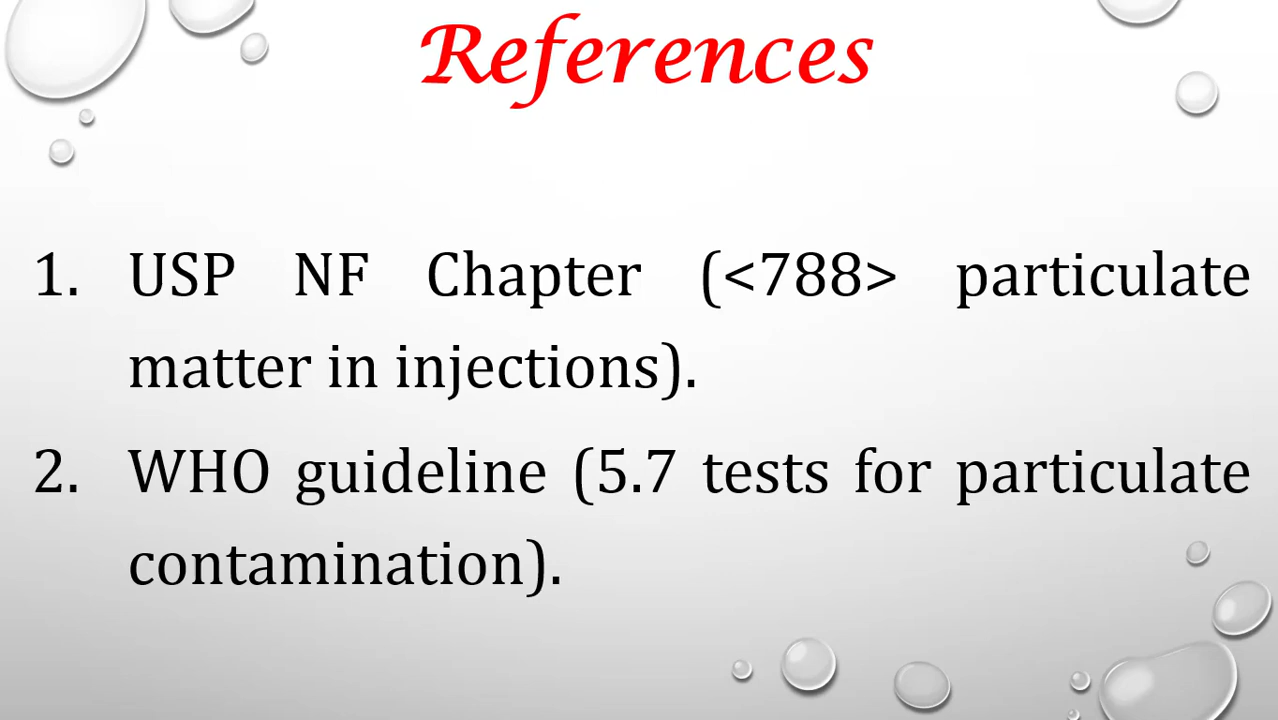 References
1. USP NF Chapter (<788> particulate
matter in injections).
2. WHO guideline (5.7 tests for particulate
contamination).